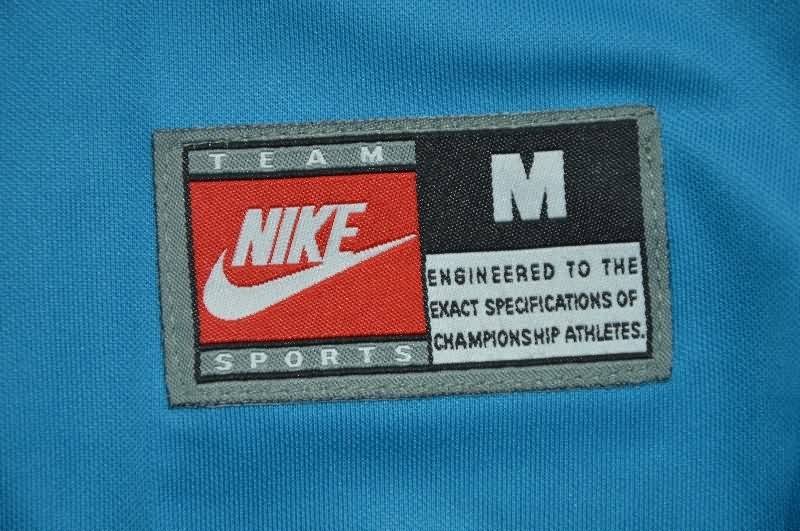 TEAM
NIKE
SPORTS
M
ENGINEERED TO THE
EXACT SPECIFICATIONS OF
CHAMPIONSHIP ATHLETES.